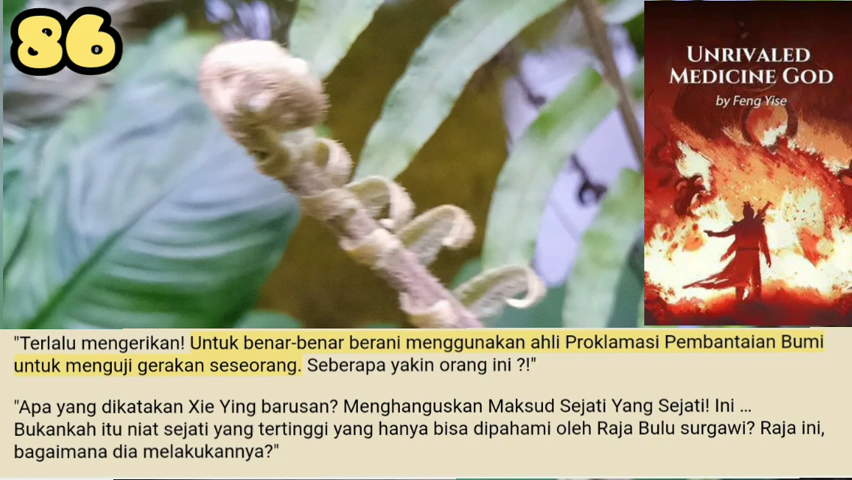 86
UNRIVALED
MEDICINE GOD
by Feng Yise
"Terlalu mengerikan! Untuk benar-benar berani menggunakan ahli Proklamasi Pembantaian Bumi
untuk menguji gerakan seseorang. Seberapa yakin orang ini ?!"
"Apa yang dikatakan Xie Ying barusan? Menghanguskan Maksud Sejati Yang Sejati! Ini ...
Bukankah itu niat sejati yang tertinggi yang hanya bisa dipahami oleh Raja Bulu surgawi? Raja ini,
bagaimana dia melakukannya?"